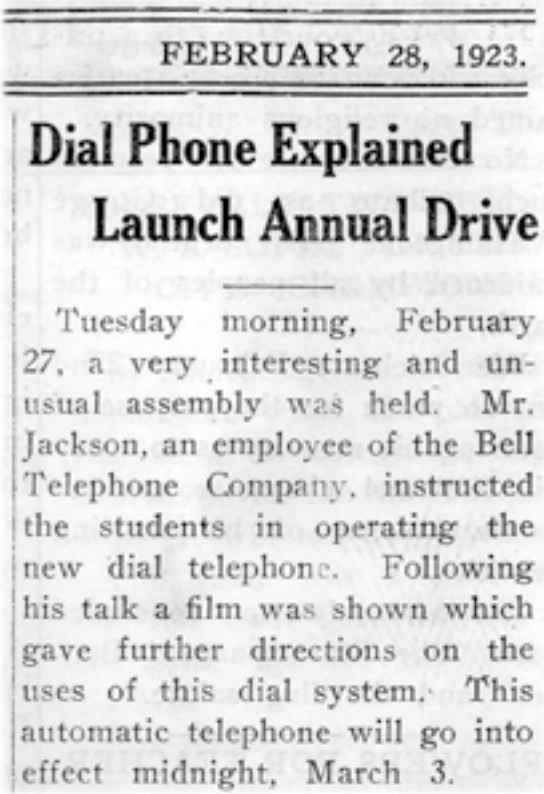 FEBRUARY 28, 1923.
Dial Phone Explained
Launch Annual Drive
Tuesday morning, February
27, a very interesting and un-
usual assembly was held. Mr.
Jackson, an employee of the Bell
Telephone Company, instructed
the students in operating the
new dial telephone. Following
his talk a film was shown which
gave further directions on the
uses of this dial system. This
automatic telephone will go into
effect midnight, March 3.